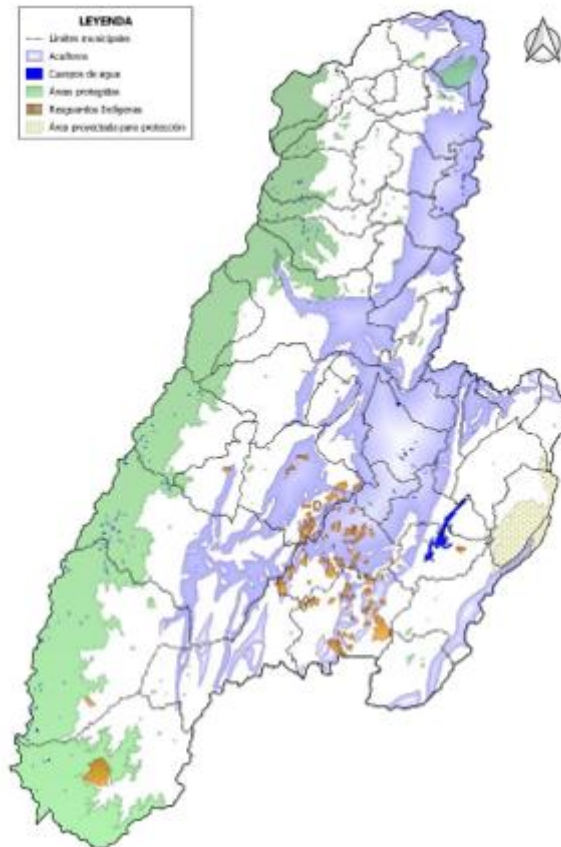 LEYENDA
Límites municipales
Acuíferos
Cuerpos de agua
Áreas protegidas
Resguardos Indígenas
Área proyectada para protección